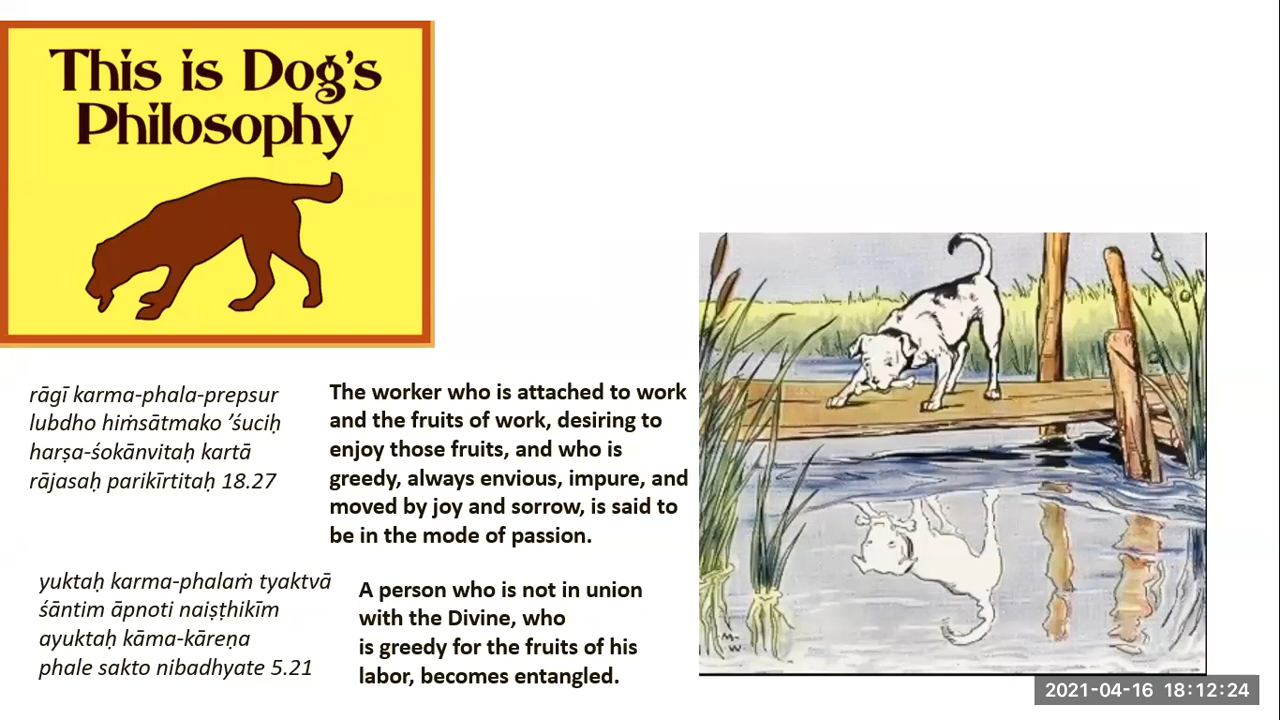 This is Dog's
Philosophy
rāgī karma-phala-prepsur
lubdho hiṁsātmako ’śuciḥ
harṣa-śokānvitaḥ kartā
rājasaḥ parikīrtitaḥ 18.27
The worker who is attached to work
and the fruits of work, desiring to
enjoy those fruits, and who is
greedy, always envious, impure, and
moved by joy and sorrow, is said to
be in the mode of passion.
yuktaḥ karma-phalaṁ tyaktvā
śāntim āpnoti naiṣṭhikīm
ayuktaḥ kāma-kāreṇa
phale sakto nibadhyate 5.21
A person who is not in union
with the Divine, who
is greedy for the fruits of his
labor, becomes entangled.
M.
W.
2021-04-16 18:12:24